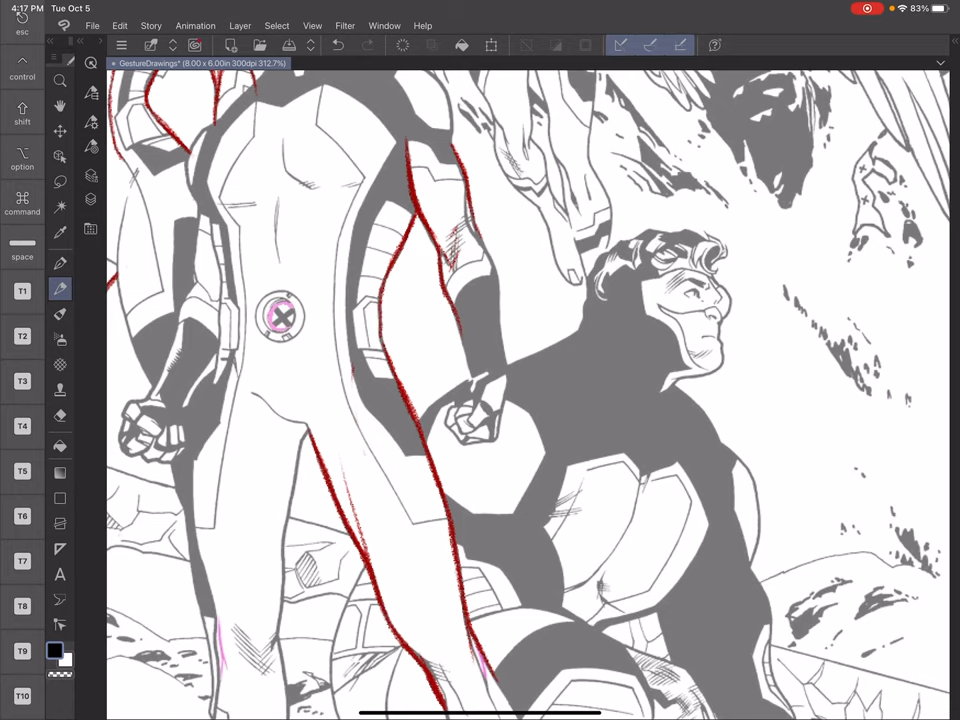 4:17 PM Tue Oct 5 83%
esc
File Edit Story Animation Layer Select View Filter Window Help
GestureDrawings* (8.00 x 6.00in 300dpi 312.7%)
control
shift
option
command
space
T1
T2
T3
T4
T5
T6
T7
T8
T9
T10
A
X